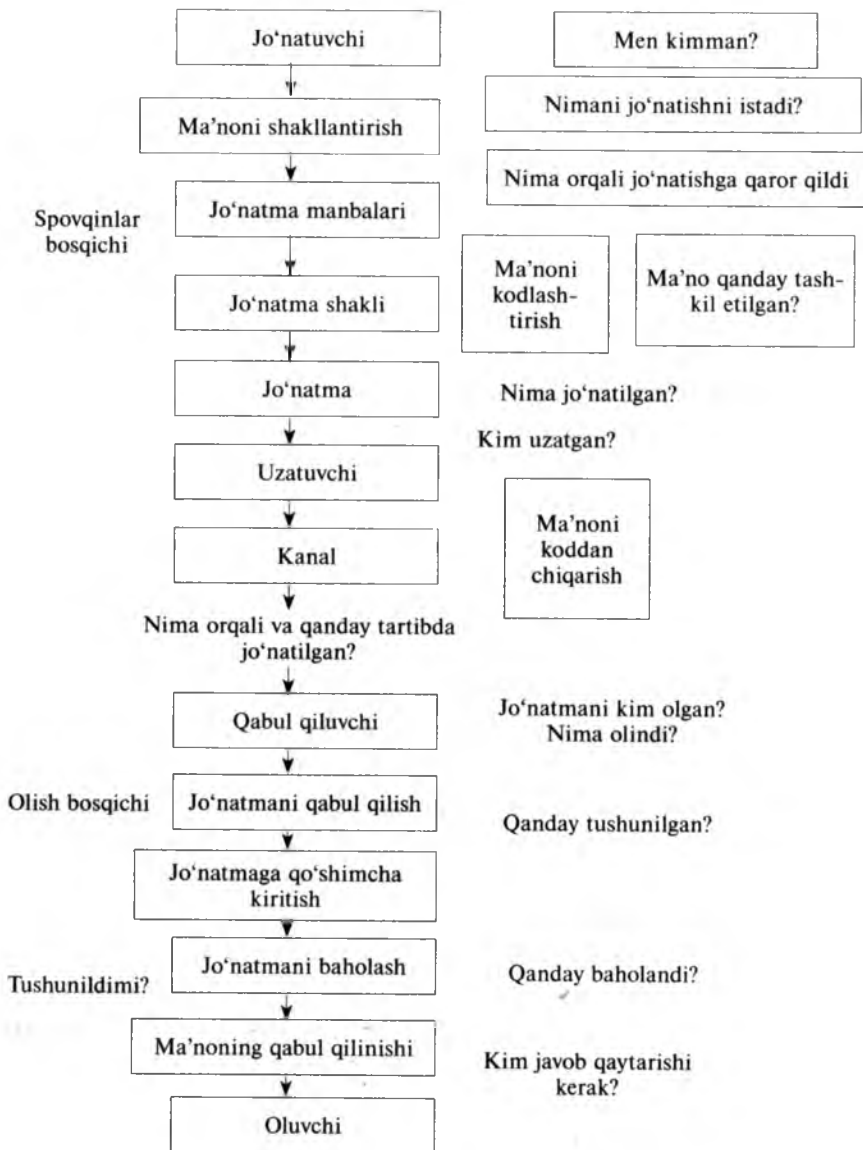 Jo‘natuvchi
Men kimman?
Ma’noni shakllantirish
Nimani jo‘natishni istadi?
Nima orqali jo‘natishga qaror qildi
Spovqinlar
bosqichi
Jo‘natma manbalari
Jo‘natma shakli
Ma’noni
kodlash-
tirish
Ma’no qanday tash-
kil etilgan?
Jo‘natma
Nima jo‘natilgan?
Kim uzatgan?
Uzatuvchi
Kanal
Ma’noni
koddan
chiqarish
Nima orqali va qanday tartibda
jo‘natilgan?
Qabul qiluvchi
Jo‘natmani kim olgan?
Nima olindi?
Olish bosqichi
Jo‘natmani qabul qilish
Qanday tushunilgan?
Jo‘natmaga qo‘shimcha
kiritish
Tushunildimi?
Jo‘natmani baholash
Qanday baholandi?
Ma’noning qabul qilinishi
Kim javob qaytarishi
kerak?
Oluvchi